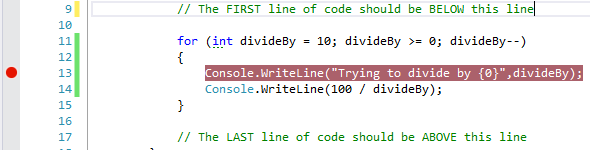 9 // The FIRST line of code should be BELOW this line
10
11 for (int divideBy = 10; divideBy >= 0; divideBy--)
12 {
13 Console.WriteLine("Trying to divide by {0}",divideBy);
14 Console.WriteLine(100 / divideBy);
15 }
16
17 // The LAST line of code should be ABOVE this line